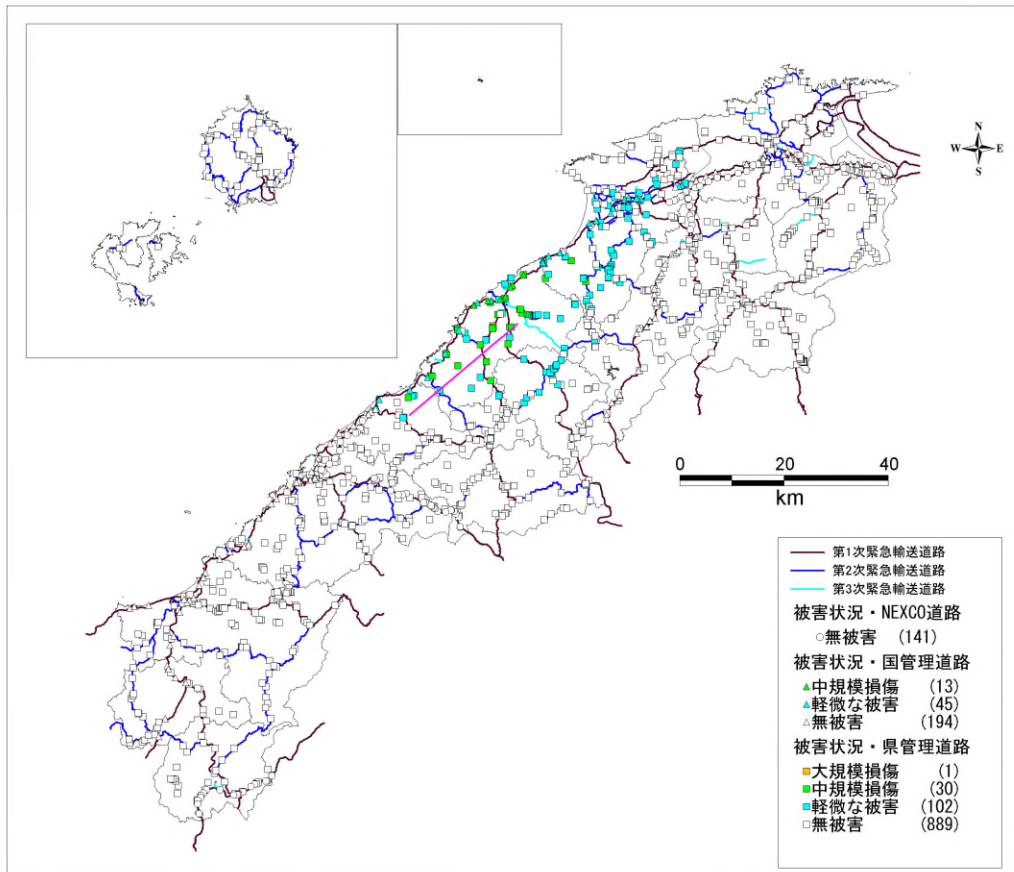 N
W E
S
0 20 40
km
第1次緊急輸送道路
第2次緊急輸送道路
第3次緊急輸送道路
被害状況・NEXCO道路
無被害 (141)
被害状況・国管理道路
中規模損傷 (13)
軽微な被害 (45)
無被害 (194)
被害状況・県管理道路
大規模損傷 (1)
中規模損傷 (30)
軽微な被害 (102)
無被害 (889)